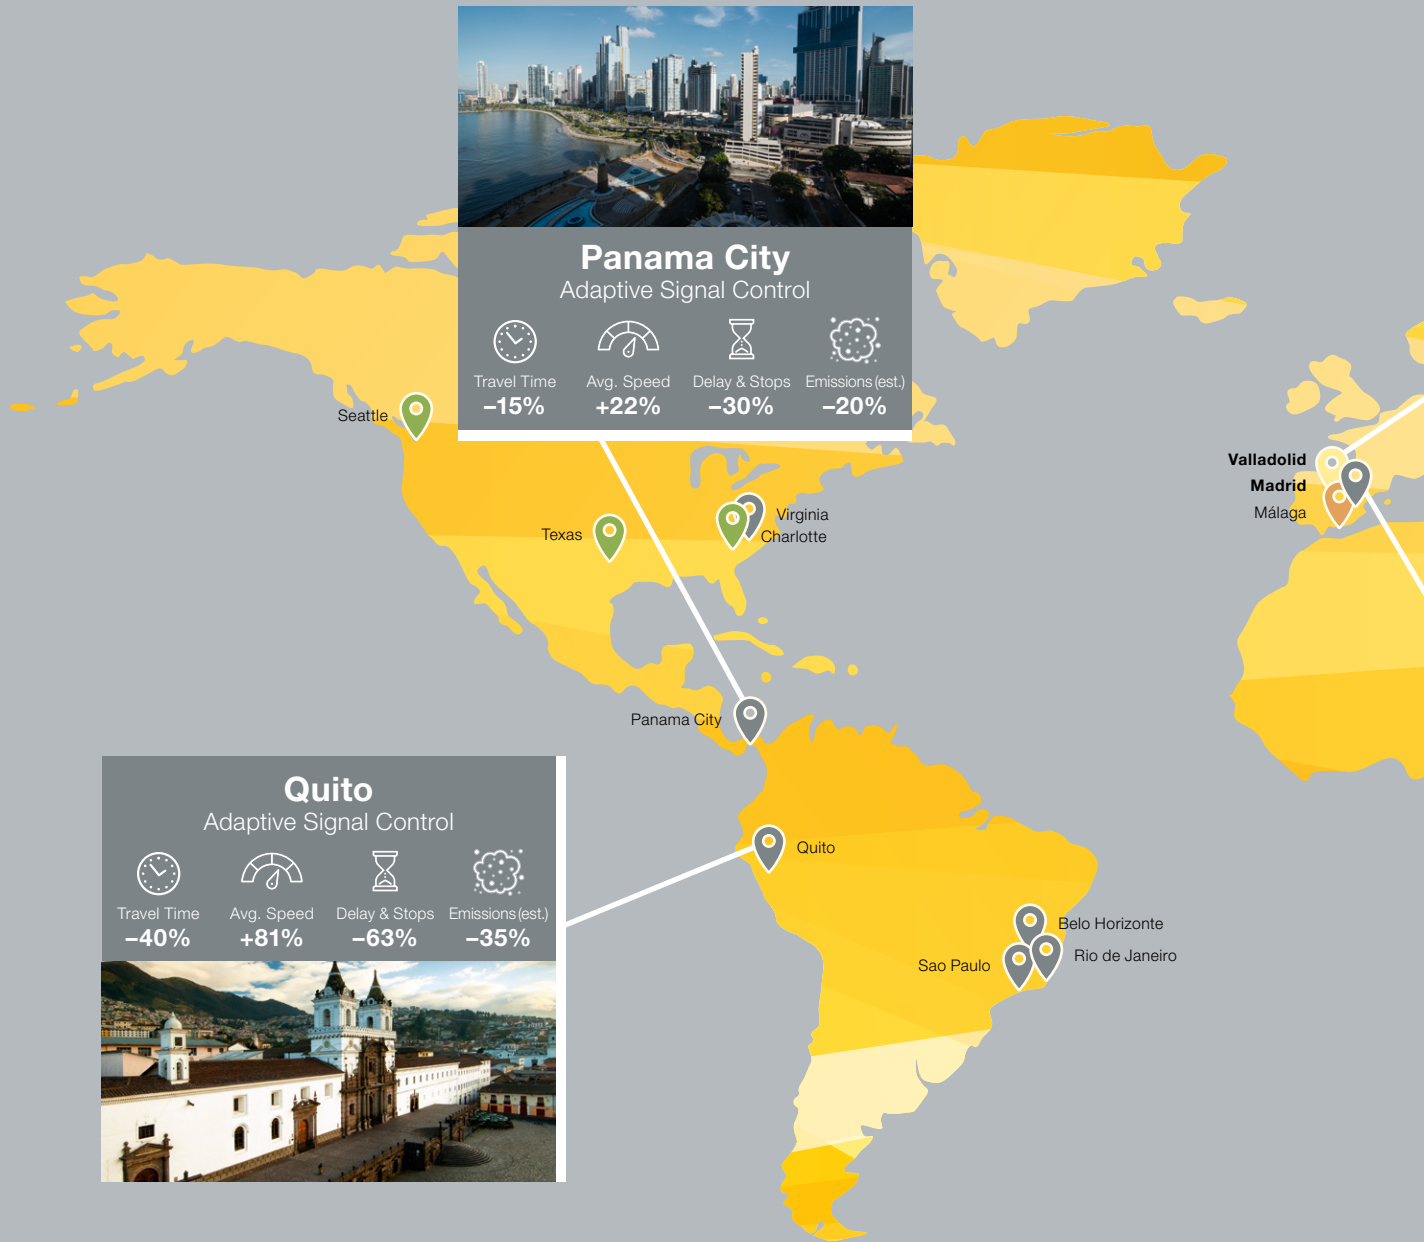 Panama City
Adaptive Signal Control
Travel Time Avg. Speed Delay & Stops Emissions (est.)
–15% +22% –30% –20%
Seattle
Valladolid
Madrid
Málaga
Virginia
Charlotte
Texas
Panama City
Quito
Adaptive Signal Control
Travel Time Avg. Speed Delay & Stops Emissions (est.)
–40% +81% –63% –35%
Quito
Belo Horizonte
Rio de Janeiro
Sao Paulo